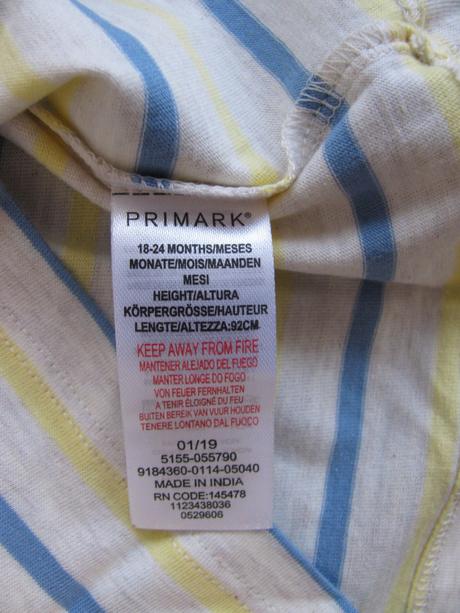 PRIMARK®
18-24 MONTHS/MESES
MONATE/MOIS/MAANDEN
MESI
HEIGHT/ALTURA
KÖRPERGRÖSSE/HAUTEUR
LENGTE/ALTEZZA:92CM
KEEP AWAY FROM FIRE
MANTENER ALEJADO DEL FUEGO
MANTER LONGE DO FOGO
VON FEUER FERNHALTEN
A TENIR ÉLOIGNÉ DU FEU
BUITEN BEREIK VAN VUUR HOUDEN
TENERE LONTANO DAL FUOCO
01/19
5155-055790
9184360-0114-05040
MADE IN INDIA
RN CODE:145478
1123438036
0529606